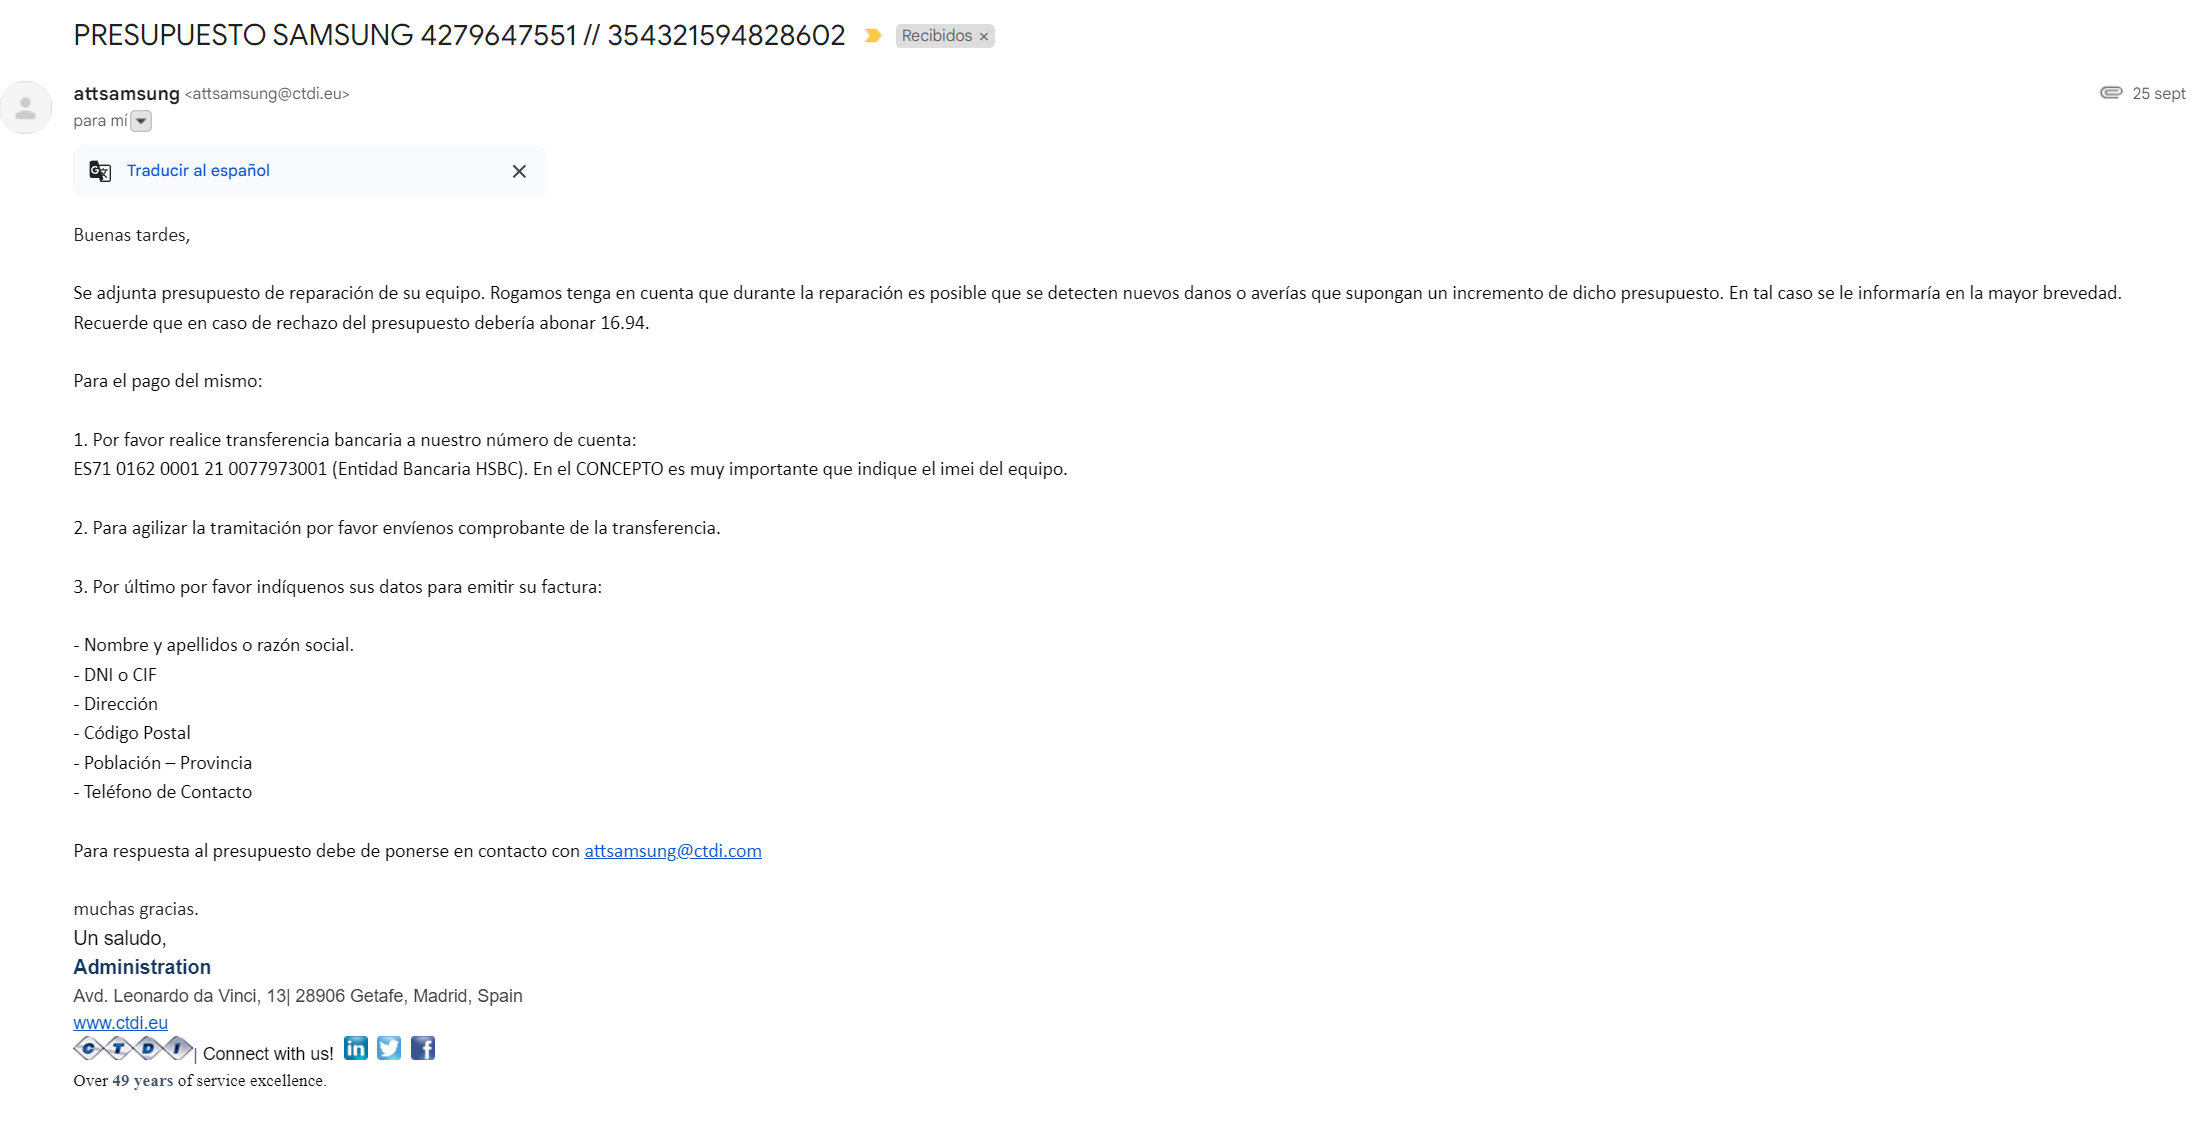 PRESUPUESTO SAMSUNG 4279647551 // 354321594828602 Recibidos ×
attsamsung <attsamsung@ctdi.eu> 25 sept
para mí
Traducir al español
Buenas tardes,
Se adjunta presupuesto de reparación de su equipo. Rogamos tenga en cuenta que durante la reparación es posible que se detecten nuevos danos o averías que supongan un incremento de dicho presupuesto. En tal caso se le informaría en la mayor brevedad.
Recuerde que en caso de rechazo del presupuesto debería abonar 16.94.
Para el pago del mismo:
1. Por favor realice transferencia bancaria a nuestro número de cuenta:
ES71 0162 0001 21 0077973001 (Entidad Bancaria HSBC). En el CONCEPTO es muy importante que indique el imei del equipo.
2. Para agilizar la tramitación por favor envíenos comprobante de la transferencia.
3. Por último por favor indíquenos sus datos para emitir su factura:
- Nombre y apellidos o razón social.
- DNI o CIF
- Dirección
- Código Postal
- Población – Provincia
- Teléfono de Contacto
Para respuesta al presupuesto debe de ponerse en contacto con attsamsung@ctdi.com
muchas gracias.
Un saludo,
Administration
Avd. Leonardo da Vinci, 13| 28906 Getafe, Madrid, Spain
www.ctdi.eu
CTDI | Connect with us!
Over 49 years of service excellence.